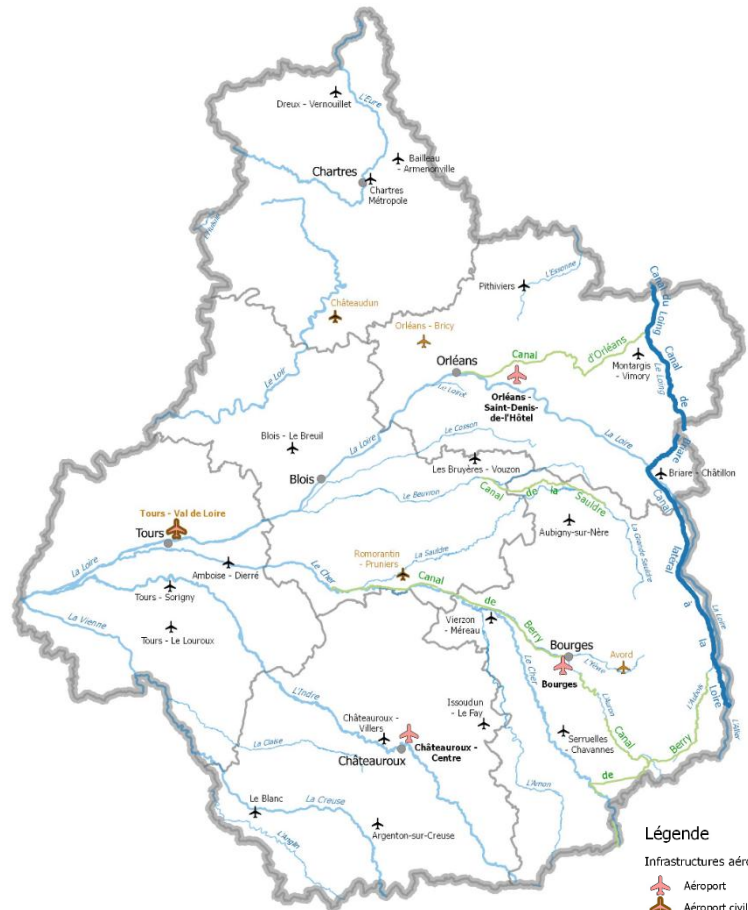 L'Eure
Dreux - Vernouillet
Bailleau
- Armenonville
Chartres
Chartres
Métropole
L'Huisne
Châteaudun
Pithiviers
L'Essonne
Canal du Loing
Orléans - Bricy
Orléans
Canal
d'Orléans
Orléans -
Saint-Denis-
de-l'Hôtel
Montargis
- Vimory
Le Loing
Canal de
Briare
Le Loir
Le Loiret
La Loire
Le Cosson
La Loire
Blois - Le Breuil
Blois
Les Bruyères - Vouzon
Briare - Châtillon
Le Beuvron
Canal de la Sauldre
Aubigny-sur-Nère
La Grande Sauldre
Canal latéral à la Loire
La Loire
Tours - Val de Loire
Tours
La Loire
Amboise - Dierré
Le Cher
Romorantin
- Pruniers
La Sauldre
Tours - Sorigny
Canal
de
Berry
La Vienne
Tours - Le Louroux
Vierzon
- Méreau
Bourges
L'Yèvre
Avord
Bourges
L'Indre
Le Cher
L'Auron
L'Aubois
L'Allier
Issoudun
- Le Fay
Châteauroux -
Villers
Châteauroux -
Centre
Châteauroux
La Claise
Serruelles
- Chavannes
Canal
de
Berry
L'Arnon
Le Blanc
La Creuse
Argenton-sur-Creuse
L'Anglin
Légende
Infrastructures aéro
Aéroport
Aéroport civil